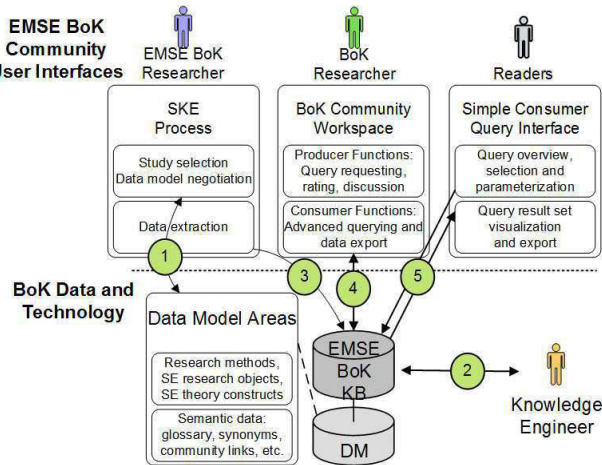 EMSE BoK
Community
User Interfaces
EMSE BoK
Researcher
BoK
Researcher
Readers
SKE
Process
Study selection
Data model negotiation
Data extraction
BoK Community
Workspace
Producer Functions:
Query requesting,
rating, discussion
Consumer Functions:
Advanced querying and
data export
Simple Consumer
Query Interface
Query overview,
selection and
parameterization
Query result set
visualization
and export
1
3
4
5
BoK Data and
Technology
Data Model Areas
Research methods,
SE research objects,
SE theory constructs
Semantic data:
glossary, synonyms,
community links, etc.
EMSE
BoK
KB
DM
2
Knowledge
Engineer